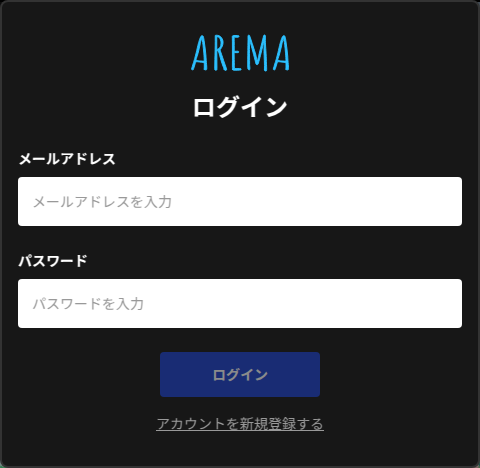 AREMA
ログイン
メールアドレス
メールアドレスを入力
パスワード
パスワードを入力
ログイン
アカウントを新規登録する